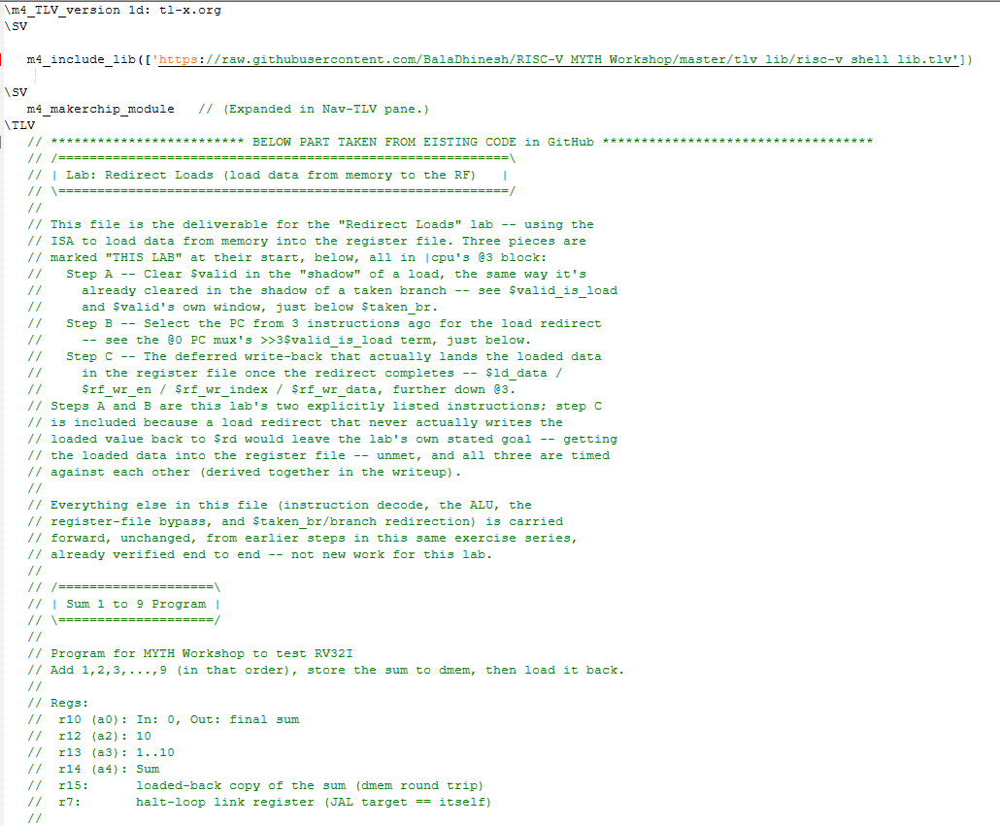 \m4_TLV_version 1d: tl-x.org
\SV
m4_include_lib(['https://raw.githubusercontent.com/BalaDhinesh/RISC-V_MYTH_Workshop/master/tlv_lib/risc-v_shell_lib.tlv'])
\SV
m4_makerchip_module   // (Expanded in Nav-TLV pane.)
\TLV
// ************************* BELOW PART TAKEN FROM EISTING CODE in GitHub ***********************************
// /==========================================================\
// | Lab: Redirect Loads (load data from memory to the RF)   |
// \==========================================================/
//
// This file is the deliverable for the "Redirect Loads" lab -- using the
// ISA to load data from memory into the register file. Three pieces are
// marked "THIS LAB" at their start, below, all in |cpu's @3 block:
//   Step A -- Clear $valid in the "shadow" of a load, the same way it's
//     already cleared in the shadow of a taken branch -- see $valid_is_load
//     and $valid's own window, just below $taken_br.
//   Step B -- Select the PC from 3 instructions ago for the load redirect
//     -- see the @0 PC mux's >>3$valid_is_load term, just below.
//   Step C -- The deferred write-back that actually lands the loaded data
//     in the register file once the redirect completes -- $ld_data /
//     $rf_wr_en / $rf_wr_index / $rf_wr_data, further down @3.
// Steps A and B are this lab's two explicitly listed instructions; step C
// is included because a load redirect that never actually writes the
// loaded value back to $rd would leave the lab's own stated goal -- getting
// the loaded data into the register file -- unmet, and all three are timed
// against each other (derived together in the writeup).
//
// Everything else in this file (instruction decode, the ALU, the
// register-file bypass, and $taken_br/branch redirection) is carried
// forward, unchanged, from earlier steps in this same exercise series,
// already verified end to end -- not new work for this lab.
//
// /====================\
// | Sum 1 to 9 Program |
// \====================/
//
// Program for MYTH Workshop to test RV32I
// Add 1,2,3,...,9 (in that order), store the sum to dmem, then load it back.
//
// Regs:
//  r10 (a0): In: 0, Out: final sum
//  r12 (a2): 10
//  r13 (a3): 1..10
//  r14 (a4): Sum
//  r15:      loaded-back copy of the sum (dmem round trip)
//  r7:       halt-loop link register (JAL target == itself)
//